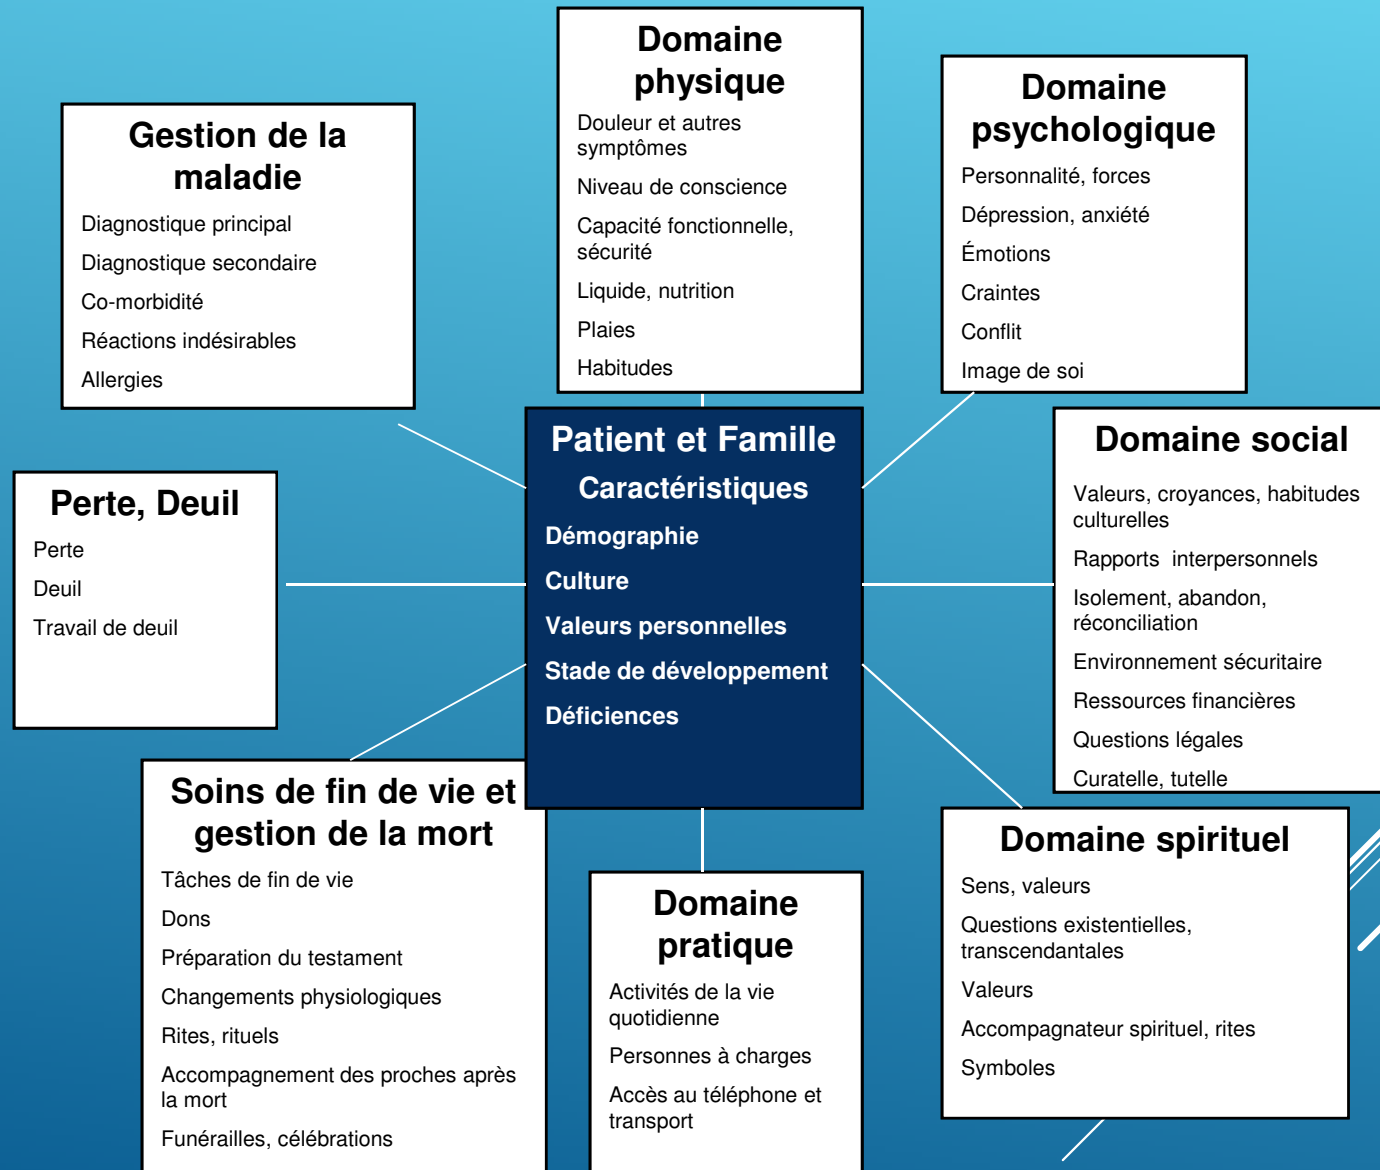 Domaine
physique
Douleur et autres
symptômes
Niveau de conscience
Capacité fonctionnelle,
sécurité
Liquide, nutrition
Plaies
Habitudes
Domaine
psychologique
Personnalité, forces
Dépression, anxiété
Émotions
Craintes
Conflit
Image de soi
Gestion de la
maladie
Diagnostique principal
Diagnostique secondaire
Co-morbidité
Réactions indésirables
Allergies
Patient et Famille
Caractéristiques
Démographie
Culture
Valeurs personnelles
Stade de développement
Déficiences
Domaine social
Valeurs, croyances, habitudes
culturelles
Rapports  interpersonnels
Isolement, abandon,
réconciliation
Environnement sécuritaire
Ressources financières
Questions légales
Curatelle, tutelle
Perte, Deuil
Perte
Deuil
Travail de deuil
Soins de fin de vie et
gestion de la mort
Tâches de fin de vie
Dons
Préparation du testament
Changements physiologiques
Rites, rituels
Accompagnement des proches après
la mort
Funérailles, célébrations
Domaine
pratique
Activités de la vie
quotidienne
Personnes à charges
Accès au téléphone et
transport
Domaine spirituel
Sens, valeurs
Questions existentielles,
transcendantales
Valeurs
Accompagnateur spirituel, rites
Symboles